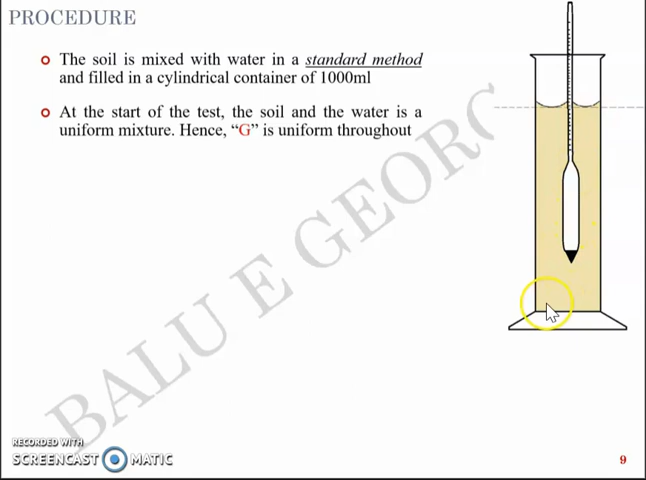 PROCEDURE
The soil is mixed with water in a standard method
and filled in a cylindrical container of 1000ml
At the start of the test, the soil and the water is a
uniform mixture. Hence, “G” is uniform throughout
BALU E GEORG
RECORDED WITH
SCREENCAST MATIC
9